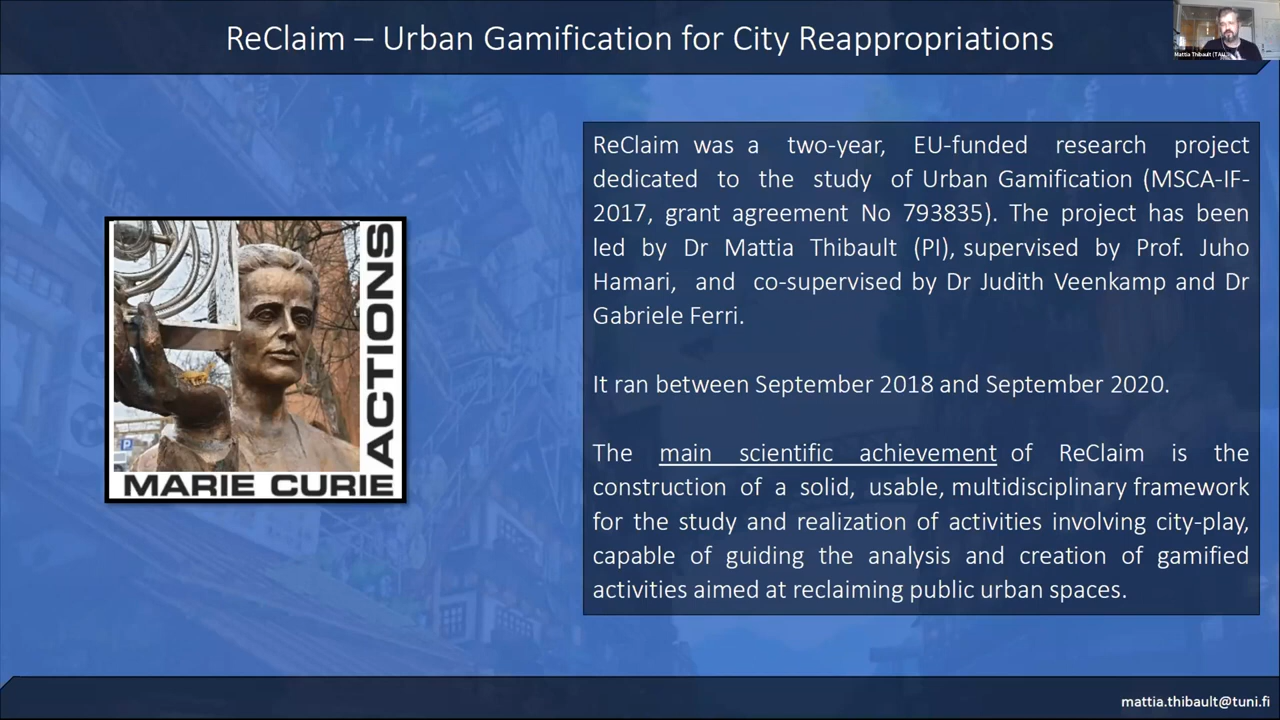 ReClaim – Urban Gamification for City Reappropriations
Mattia Thibault (TAU,
ReClaim was a two-year, EU-funded research project
dedicated to the study of Urban Gamification (MSCA-IF-
2017, grant agreement No 793835). The project has been
led by Dr Mattia Thibault (PI), supervised by Prof. Juho
Hamari, and co-supervised by Dr Judith Veenkamp and Dr
Gabriele Ferri.
It ran between September 2018 and September 2020.
The main scientific achievement of ReClaim is the
construction of a solid, usable, multidisciplinary framework
for the study and realization of activities involving city-play,
capable of guiding the analysis and creation of gamified
activities aimed at reclaiming public urban spaces.
ACTIONS
P
MARIE CURIE
mattia.thibault@tuni.fi